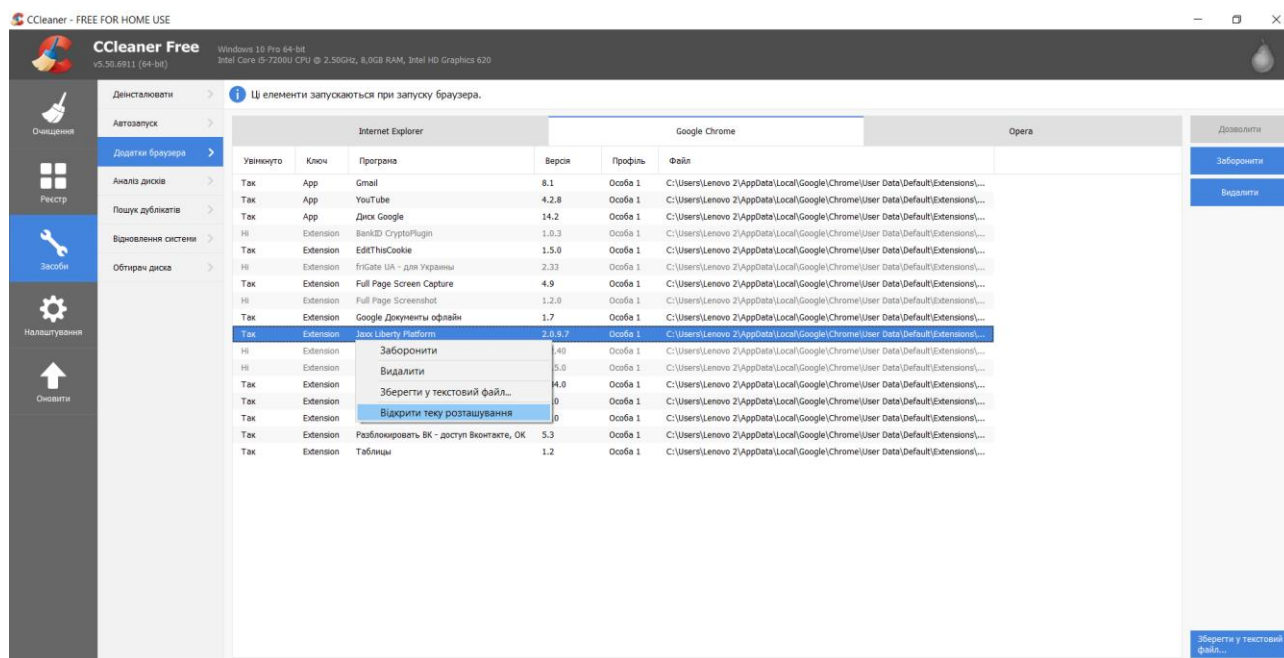 CCleaner - FREE FOR HOME USE
CCleaner Free
v5.50.6911 (64-bit)
Windows 10 Pro 64-bit
Intel Core i5-7200U CPU @ 2.50GHz, 8,0GB RAM, Intel HD Graphics 620
Очищення
Реєстр
Засоби
Налаштування
Оновити
Деінсталювати
Автозапуск
Додатки браузера
Аналіз дисків
Пошук дублікатів
Відновлення системи
Обтирач диска
Ці елементи запускаються при запуску браузера.
Internet Explorer Google Chrome Opera
Увімкнуто Ключ Програма Версія Профіль Файл
Так App Gmail 8.1 Особа 1 C:\Users\Lenovo 2\AppData\Local\Google\Chrome\User Data\Default\Extensions\...
Так App YouTube 4.2.8 Особа 1 C:\Users\Lenovo 2\AppData\Local\Google\Chrome\User Data\Default\Extensions\...
Так App Диск Google 14.2 Особа 1 C:\Users\Lenovo 2\AppData\Local\Google\Chrome\User Data\Default\Extensions\...
Ні Extension BankID CryptoPlugin 1.0.3 Особа 1 C:\Users\Lenovo 2\AppData\Local\Google\Chrome\User Data\Default\Extensions\...
Так Extension EditThisCookie 1.5.0 Особа 1 C:\Users\Lenovo 2\AppData\Local\Google\Chrome\User Data\Default\Extensions\...
Ні Extension friGate UA - для Украины 2.33 Особа 1 C:\Users\Lenovo 2\AppData\Local\Google\Chrome\User Data\Default\Extensions\...
Так Extension Full Page Screen Capture 4.9 Особа 1 C:\Users\Lenovo 2\AppData\Local\Google\Chrome\User Data\Default\Extensions\...
Ні Extension Full Page Screenshot 1.2.0 Особа 1 C:\Users\Lenovo 2\AppData\Local\Google\Chrome\User Data\Default\Extensions\...
Так Extension Google Документы офлайн 1.7 Особа 1 C:\Users\Lenovo 2\AppData\Local\Google\Chrome\User Data\Default\Extensions\...
Так Extension Jaxx Liberty Platform 2.0.9.7 Особа 1 C:\Users\Lenovo 2\AppData\Local\Google\Chrome\User Data\Default\Extensions\...
Ні Extension .40 Особа 1 C:\Users\Lenovo 2\AppData\Local\Google\Chrome\User Data\Default\Extensions\...
Ні Extension 5.0 Особа 1 C:\Users\Lenovo 2\AppData\Local\Google\Chrome\User Data\Default\Extensions\...
Так Extension 4.0 Особа 1 C:\Users\Lenovo 2\AppData\Local\Google\Chrome\User Data\Default\Extensions\...
Так Extension .0 Особа 1 C:\Users\Lenovo 2\AppData\Local\Google\Chrome\User Data\Default\Extensions\...
Так Extension .0 Особа 1 C:\Users\Lenovo 2\AppData\Local\Google\Chrome\User Data\Default\Extensions\...
Так Extension Разблокировать ВК - доступ Вконтакте, ОК 5.3 Особа 1 C:\Users\Lenovo 2\AppData\Local\Google\Chrome\User Data\Default\Extensions\...
Так Extension Таблицы 1.2 Особа 1 C:\Users\Lenovo 2\AppData\Local\Google\Chrome\User Data\Default\Extensions\...
Заборонити
Видалити
Зберегти у текстовий файл...
Відкрити теку розташування
Дозволити
Заборонити
Видалити
Зберегти у текстовий
файл...